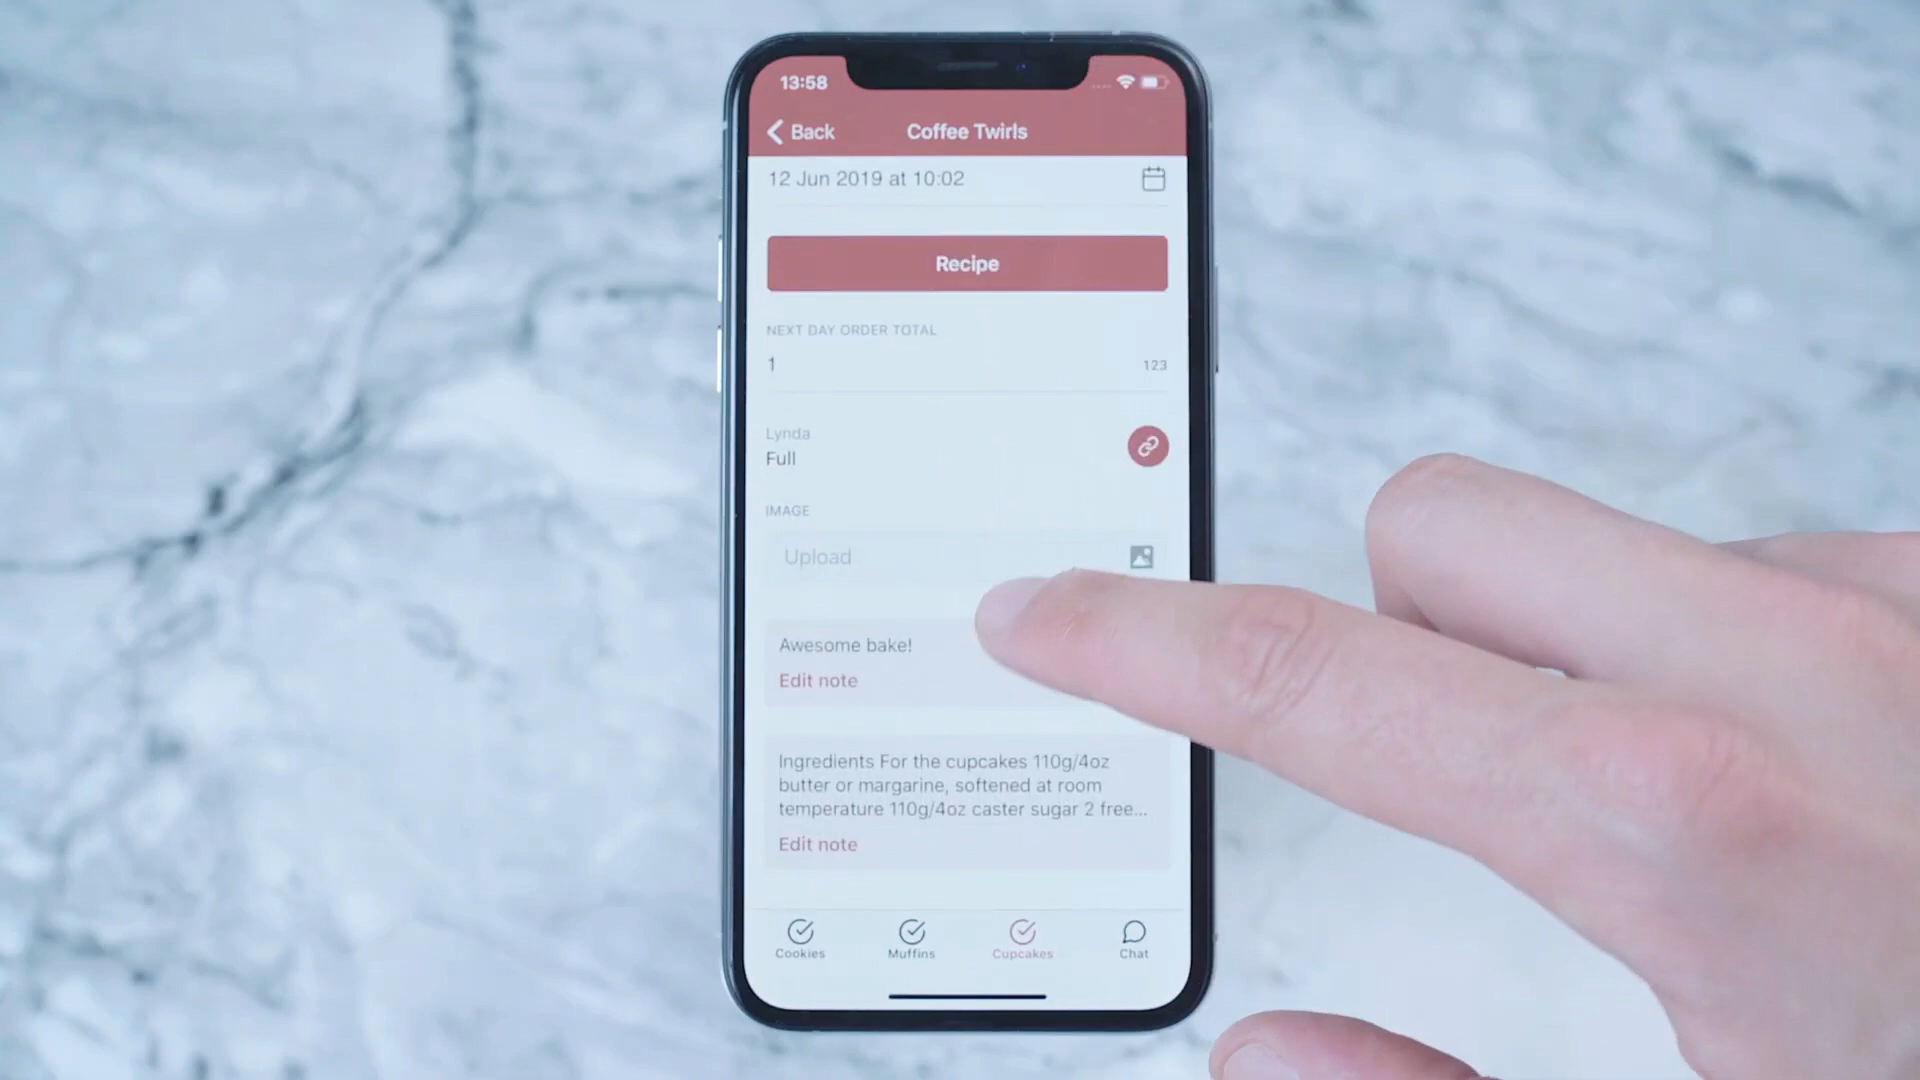 13:58
Back
Coffee Twirls
12 Jun 2019 at 10:02
Recipe
NEXT DAY ORDER TOTAL
1
123
Lynda
Full
IMAGE
Upload
Awesome bake!
Edit note
Ingredients For the cupcakes 110g/4oz
butter or margarine, softened at room
temperature 110g/4oz caster sugar 2 free...
Edit note
Cookies
Muffins
Cupcakes
Chat